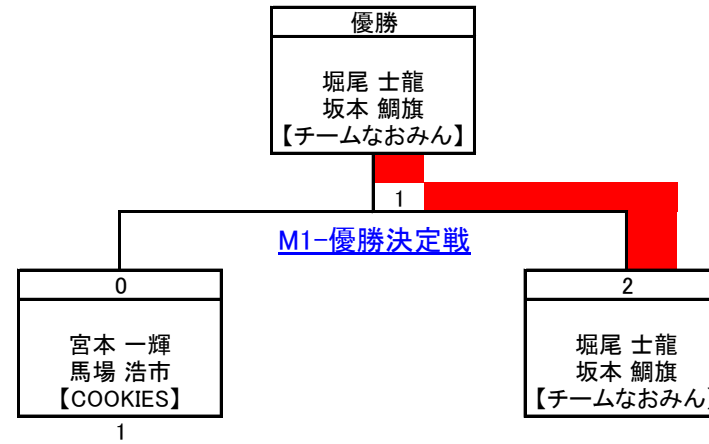 優勝
堀尾 士龍
坂本 鯛旗
【チームなおみん】
1
M1-優勝決定戦
0
宮本 一輝
馬場 浩市
【COOKIES】
1
2
堀尾 士龍
坂本 鯛旗
【チームなおみん】